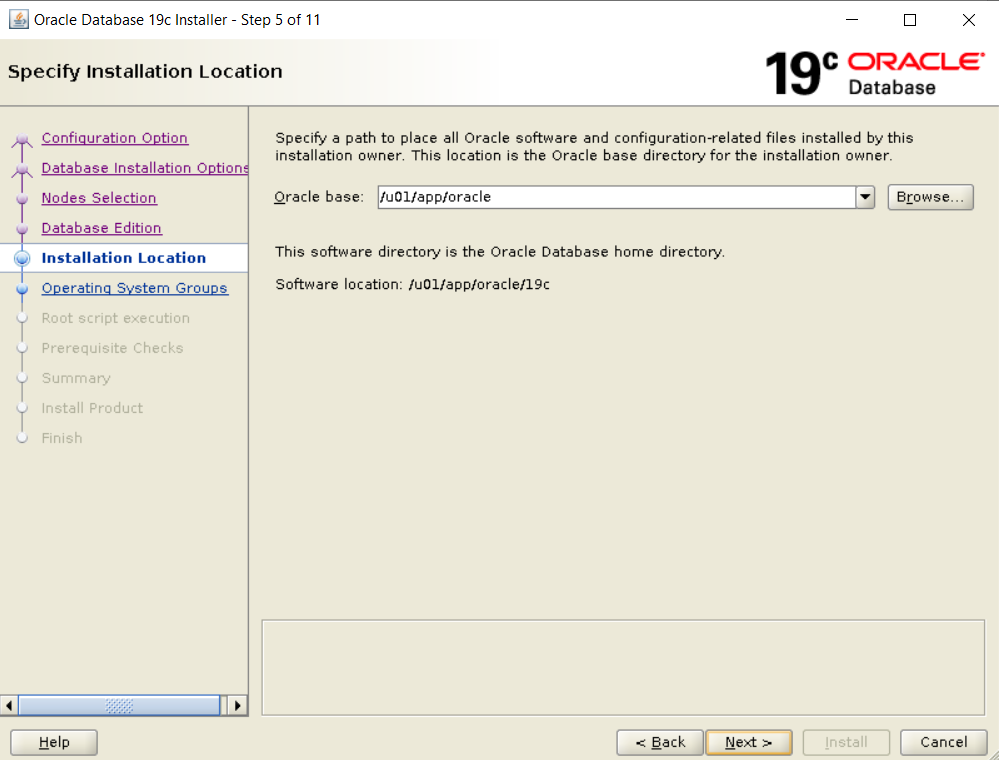 Oracle Database 19c Installer - Step 5 of 11
Specify Installation Location
19c ORACLE
Database
Configuration Option
Database Installation Options
Nodes Selection
Database Edition
Installation Location
Operating System Groups
Root script execution
Prerequisite Checks
Summary
Install Product
Finish
Specify a path to place all Oracle software and configuration-related files installed by this
installation owner. This location is the Oracle base directory for the installation owner.
Oracle base: /u01/app/oracle Browse...
This software directory is the Oracle Database home directory.
Software location: /u01/app/oracle/19c
Help < Back Next > Install Cancel